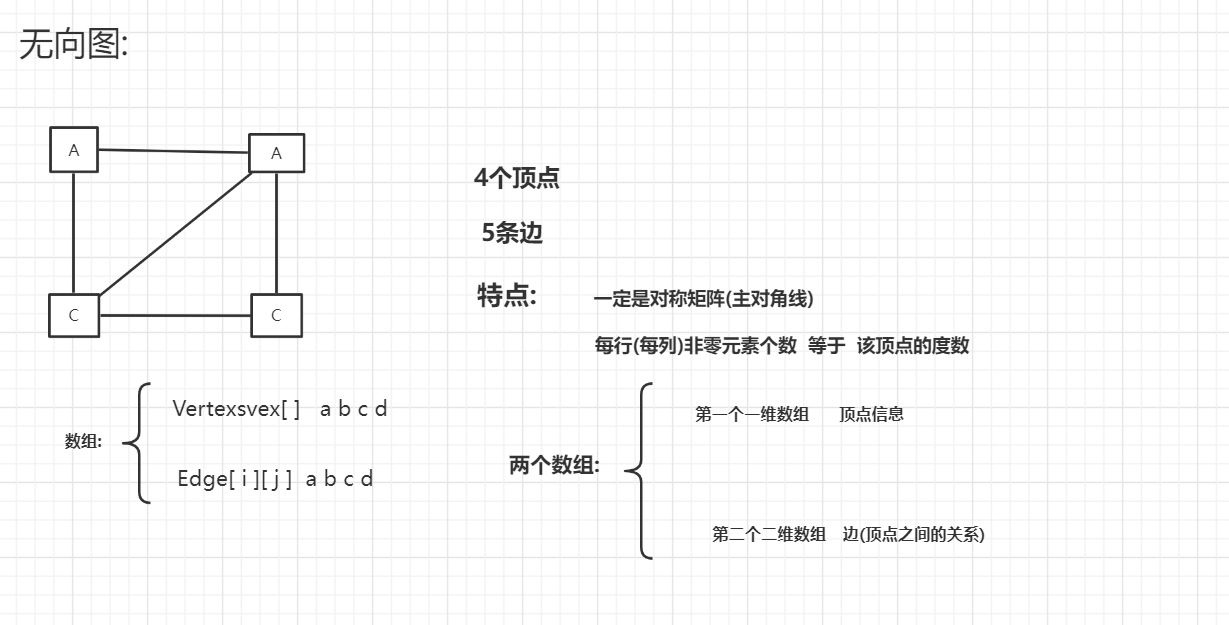 无向图:
A
A
4个顶点
5条边
特点:
一定是对称矩阵(主对角线)
C
C
每行(每列)非零元素个数 等于 该顶点的度数
数组:
Vertexsvex[ ] a b c d
Edge[ i ][ j ] a b c d
两个数组:
第一个一维数组 顶点信息
第二个二维数组 边(顶点之间的关系)